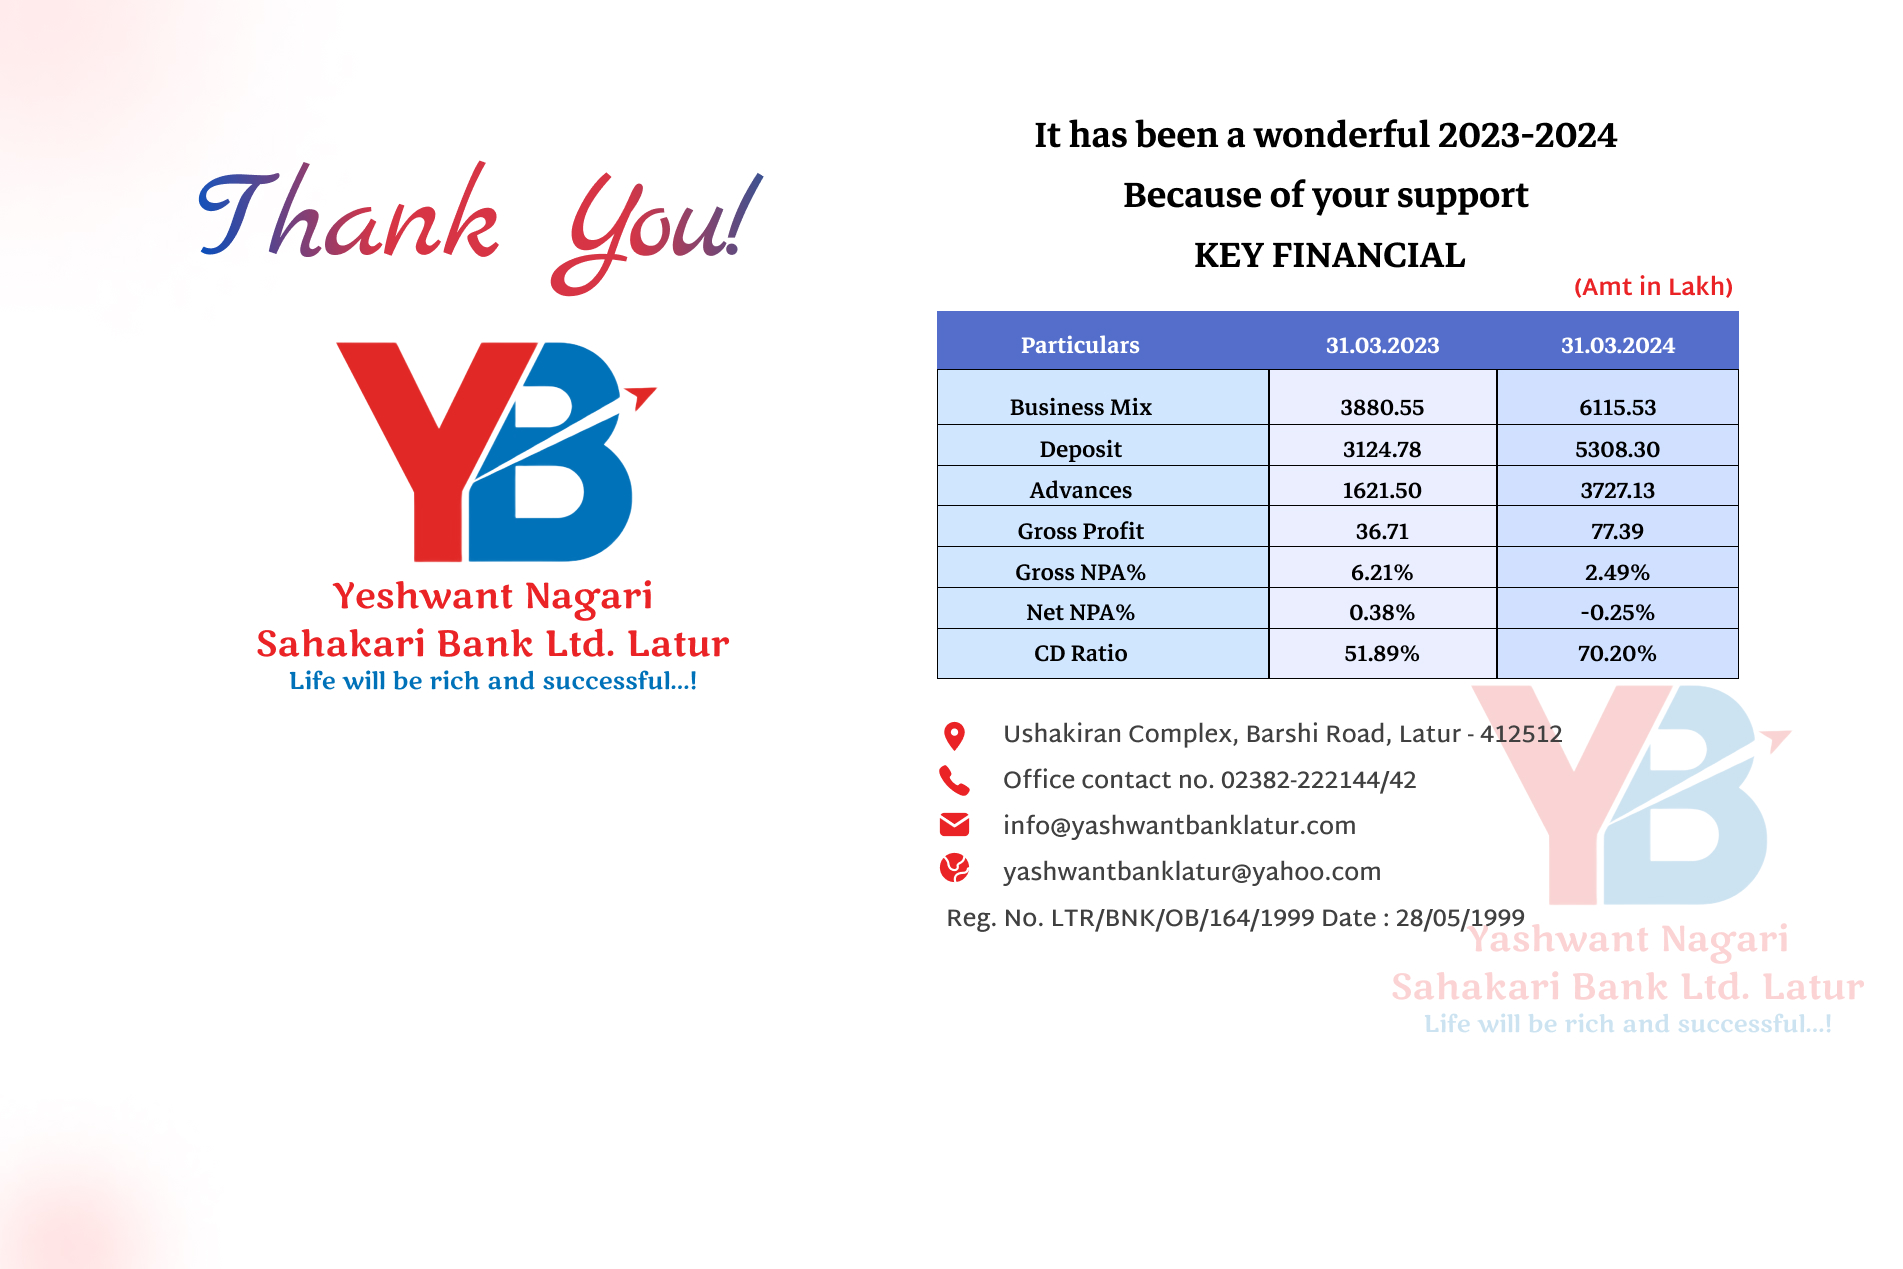 Thank You!
YB
Yeshwant Nagari
Sahakari Bank Ltd. Latur
Life will be rich and successful...!
It has been a wonderful 2023-2024
Because of your support
KEY FINANCIAL
(Amt in Lakh)
Particulars 31.03.2023 31.03.2024
Business Mix 3880.55 6115.53
Deposit 3124.78 5308.30
Advances 1621.50 3727.13
Gross Profit 36.71 77.39
Gross NPA% 6.21% 2.49%
Net NPA% 0.38% -0.25%
CD Ratio 51.89% 70.20%
Ushakiran Complex, Barshi Road, Latur - 412512
Office contact no. 02382-222144/42
info@yashwantbanklatur.com
yashwantbanklatur@yahoo.com
Reg. No. LTR/BNK/OB/164/1999 Date : 28/05/1999
YB
Yashwant Nagari
Sahakari Bank Ltd. Latur
Life will be rich and successful...!